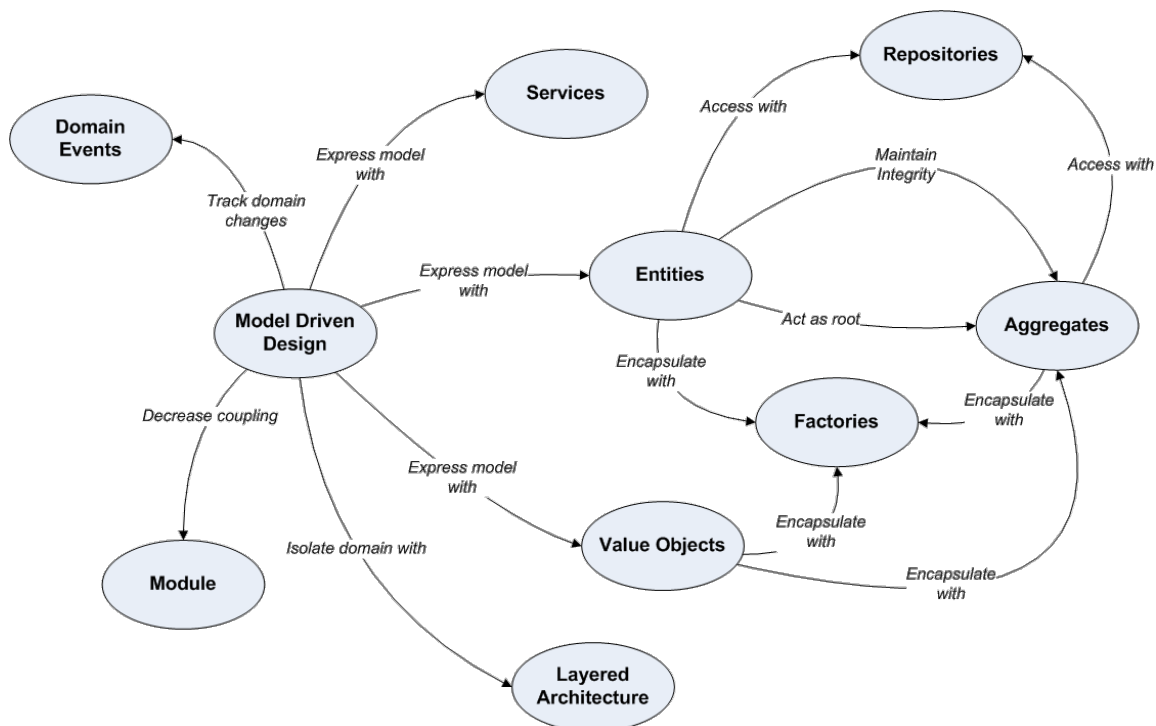 Repositories
Services
Access with
Domain
Events
Express model
with
Maintain
Integrity
Access with
Track domain
changes
Express model
with
Entities
Model Driven
Design
Act as root
Aggregates
Encapsulate
with
Decrease coupling
Factories
Encapsulate
with
Express model
with
Encapsulate
with
Isolate domain with
Value Objects
Module
Encapsulate
with
Layered
Architecture